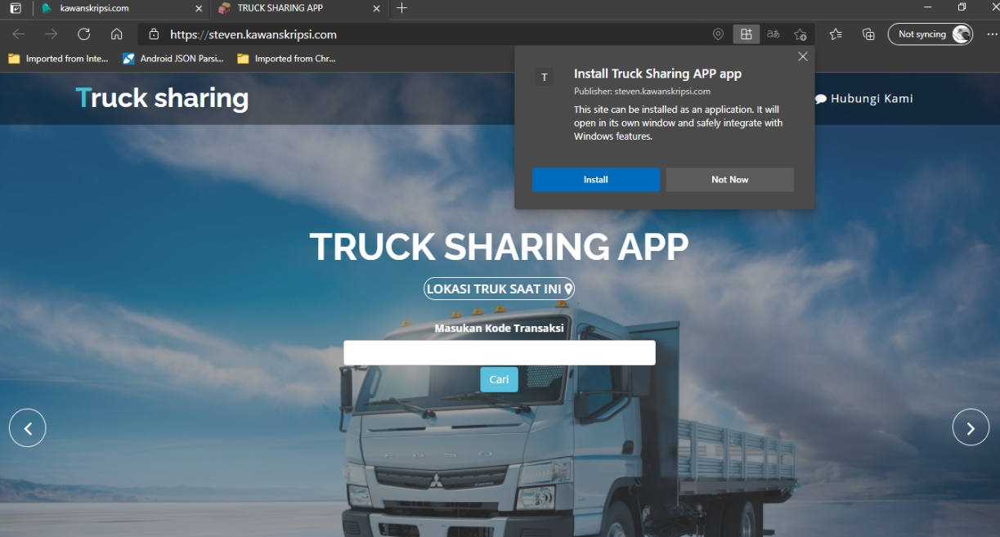 kawanskripsi.com
TRUCK SHARING APP
https://steven.kawanskripsi.com
Not syncing
Imported from Inte...
Android JSON Parsi...
Imported from Chr...
Truck sharing
Hubungi Kami
T
Install Truck Sharing APP app
Publisher: steven.kawanskripsi.com
This site can be installed as an application. It will
open in its own window and safely integrate with
Windows features.
Install
Not Now
TRUCK SHARING APP
LOKASI TRUK SAAT INI
Masukan Kode Transaksi
Cari
FUSO